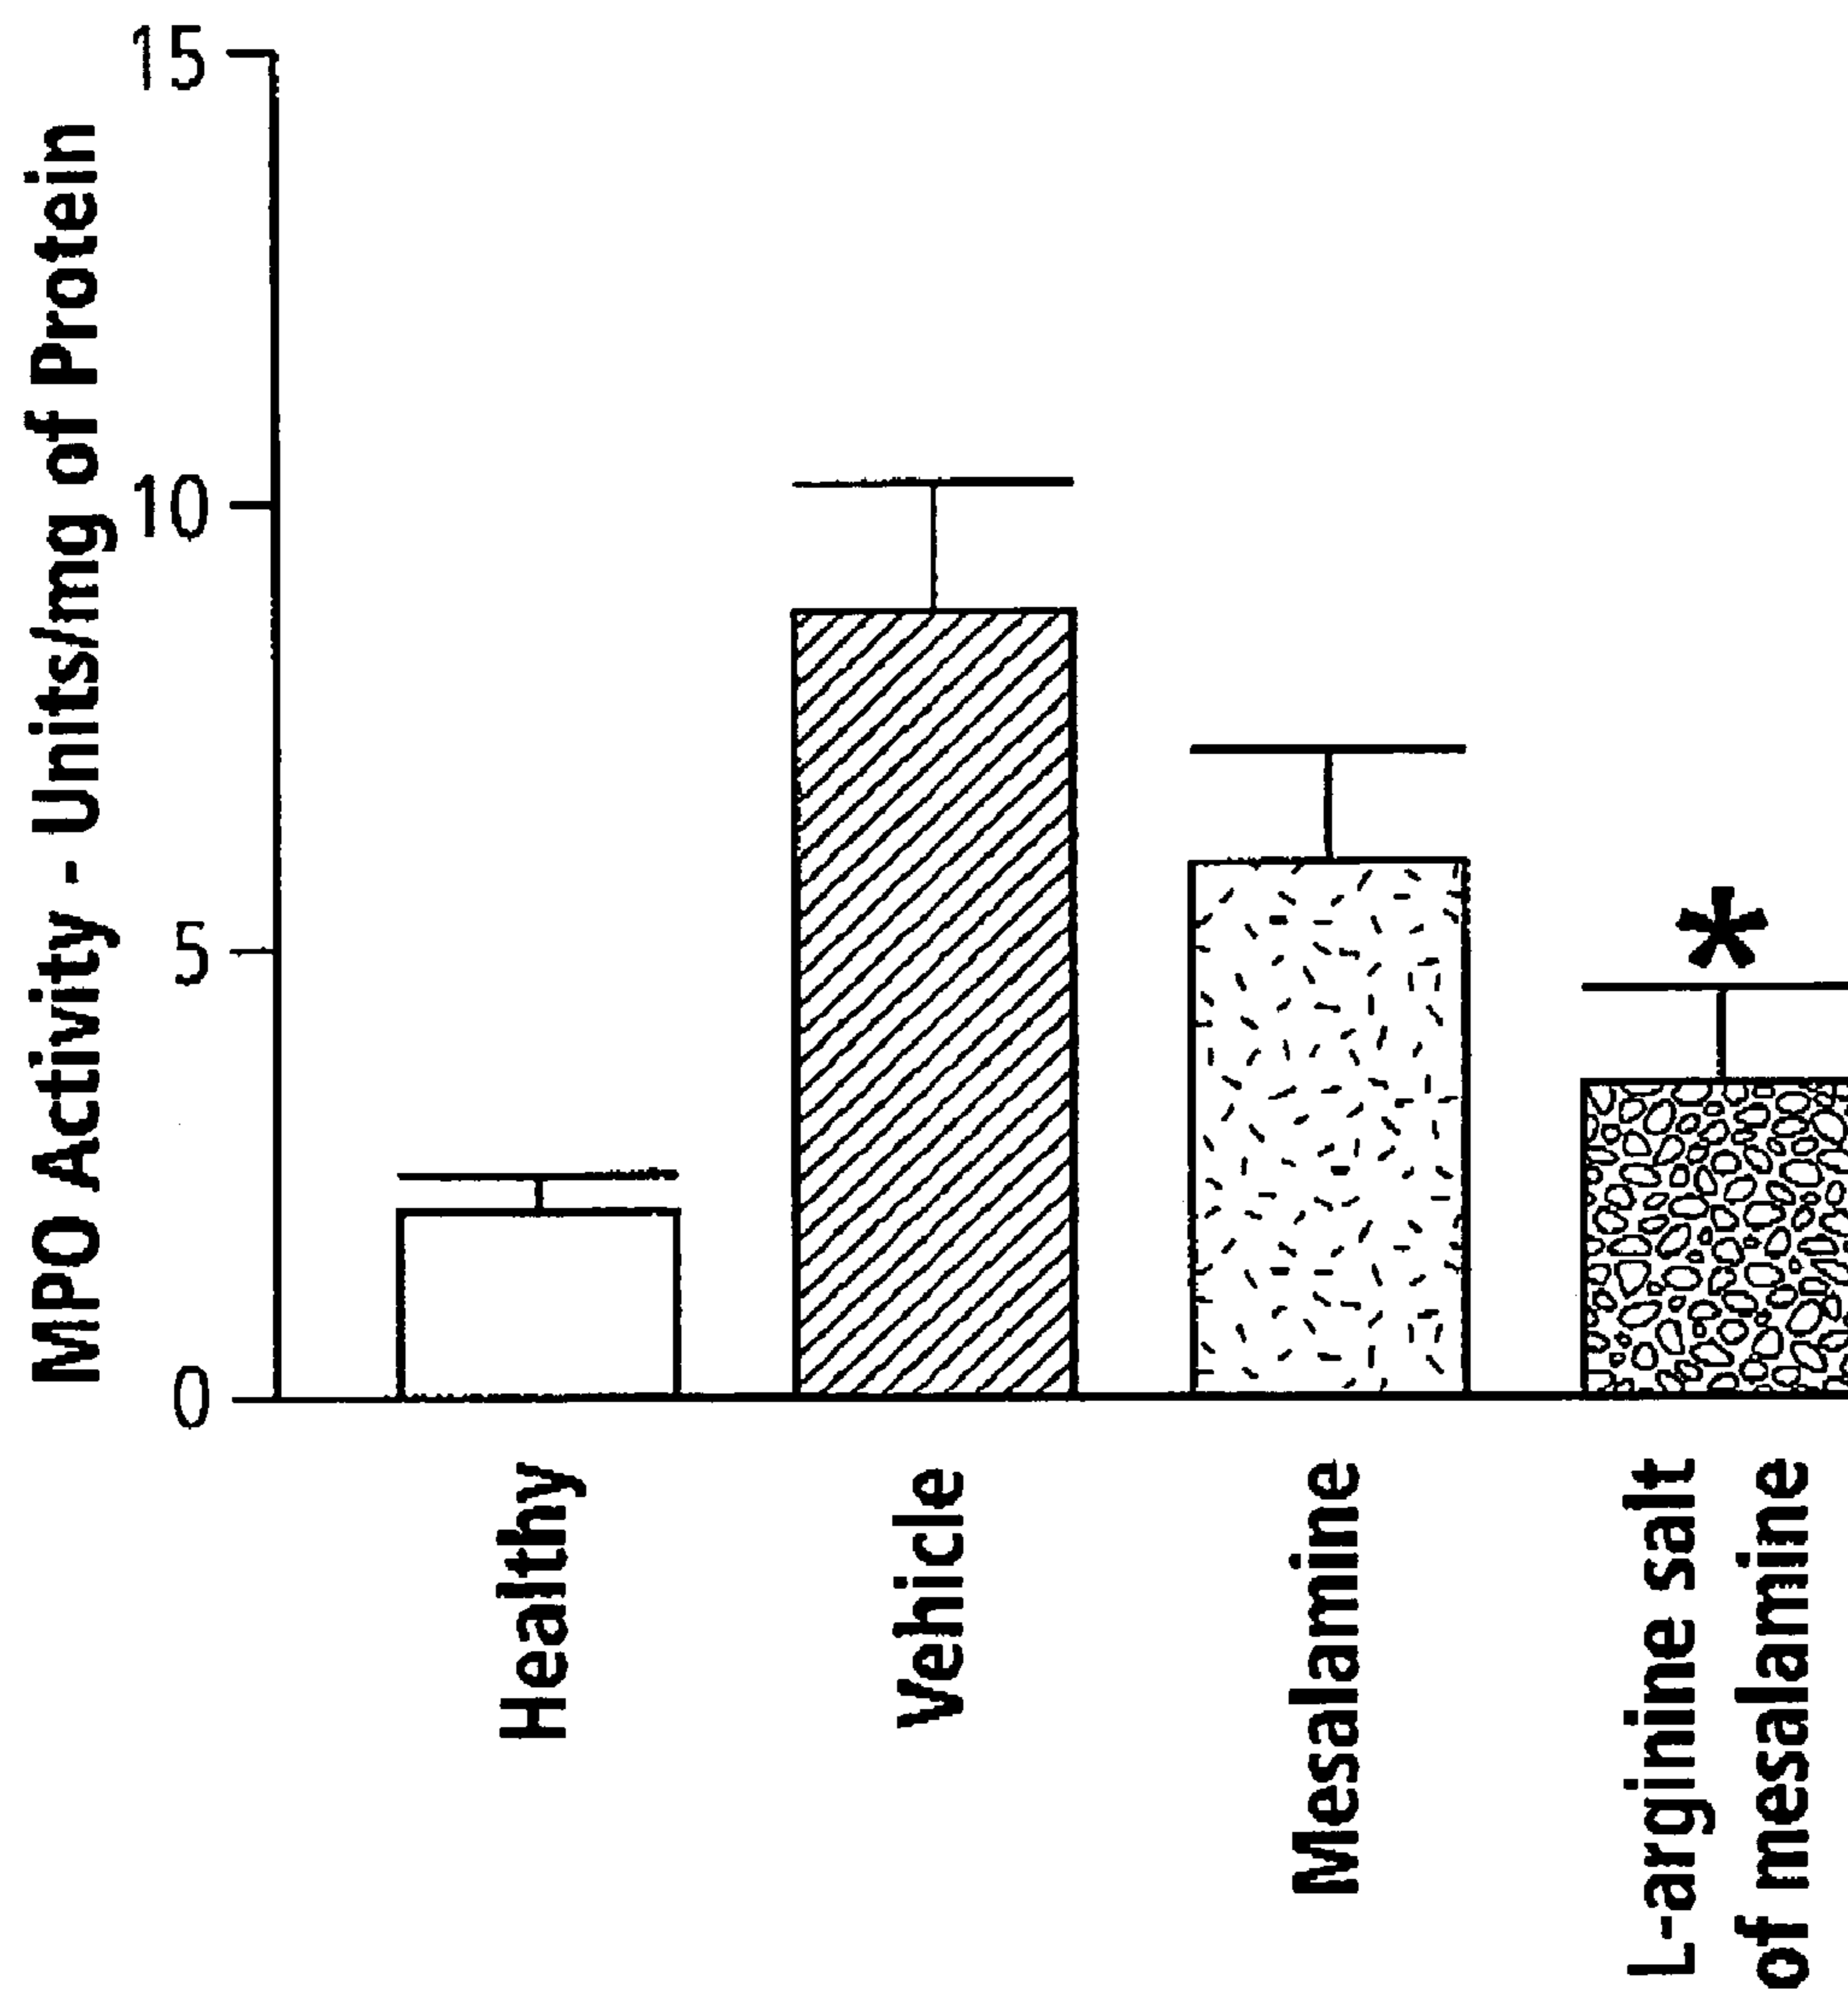 MPO Activity - Units/mg of Protein
15
10
5
0
*
Healthy
Vehicle
Mesalamine
L-arginine salt
of mesalamine